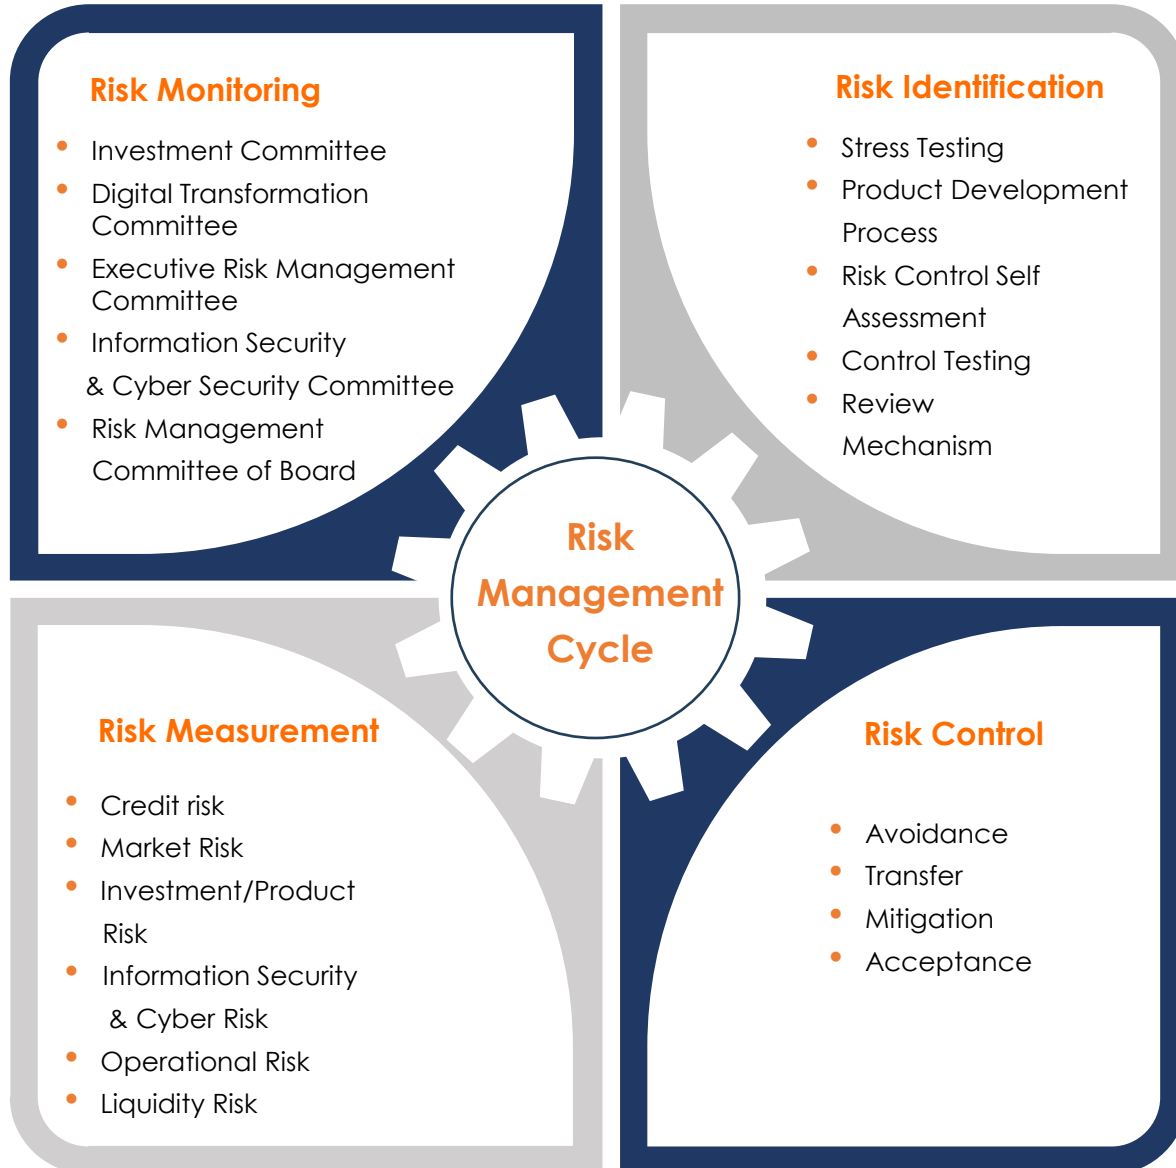 Risk Monitoring
• Investment Committee
• Digital Transformation
Committee
• Executive Risk Management
Committee
• Information Security
& Cyber Security Committee
• Risk Management
Committee of Board
Risk Identification
• Stress Testing
• Product Development
Process
• Risk Control Self
Assessment
• Control Testing
• Review
Mechanism
Risk
Management
Cycle
Risk Measurement
• Credit risk
• Market Risk
• Investment/Product
Risk
• Information Security
& Cyber Risk
• Operational Risk
• Liquidity Risk
Risk Control
• Avoidance
• Transfer
• Mitigation
• Acceptance